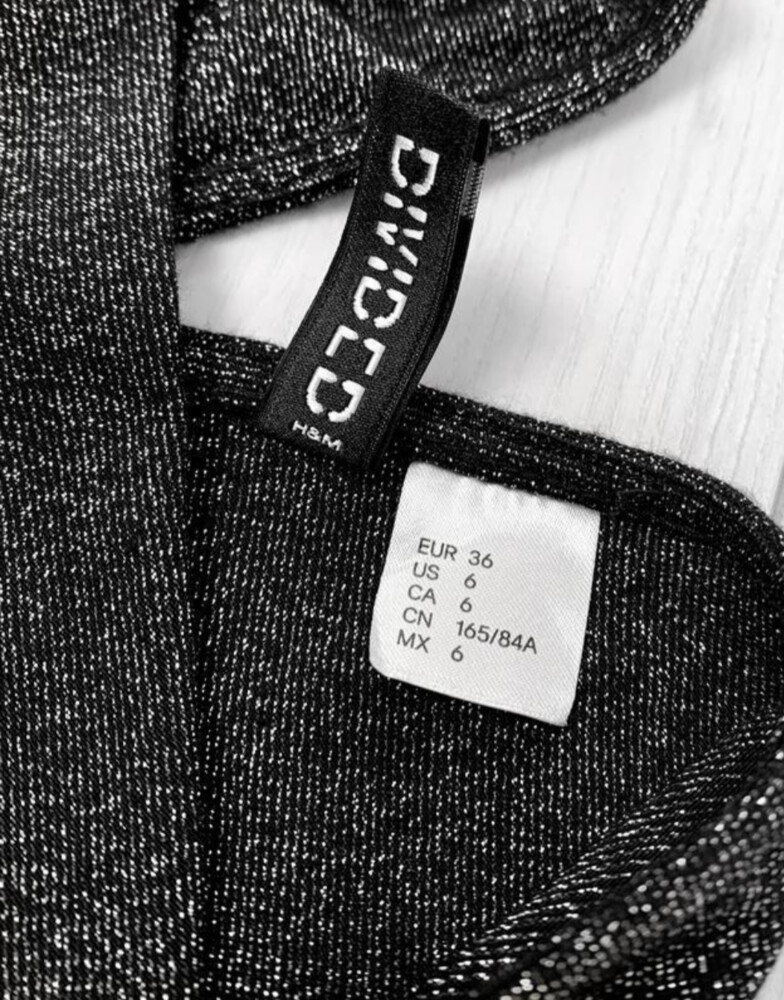 DIVIDED
H&M
EUR 36
US 6
CA 6
CN 165/84A
MX 6